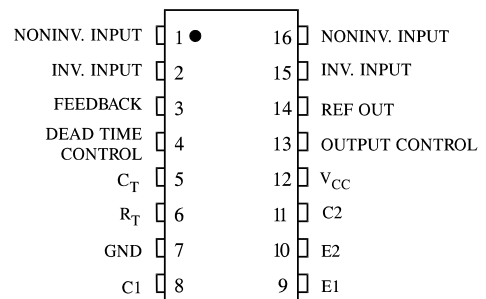 NONINV. INPUT 1 16 NONINV. INPUT
INV. INPUT 2 15 INV. INPUT
FEEDBACK 3 14 REF OUT
DEAD TIME
CONTROL 4 13 OUTPUT CONTROL
CT 5 12 VCC
RT 6 11 C2
GND 7 10 E2
C1 8 9 E1